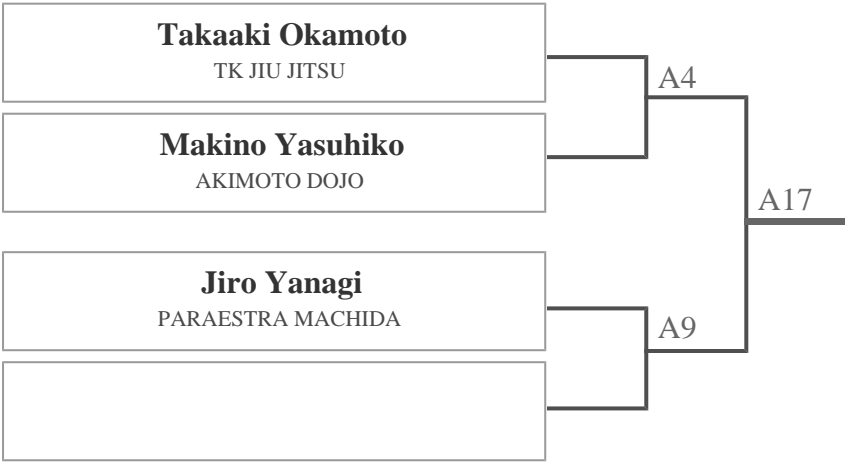 Takaaki Okamoto
TK JIU JITSU
A4
Makino Yasuhiko
AKIMOTO DOJO
A17
Jiro Yanagi
PARAESTRA MACHIDA
A9